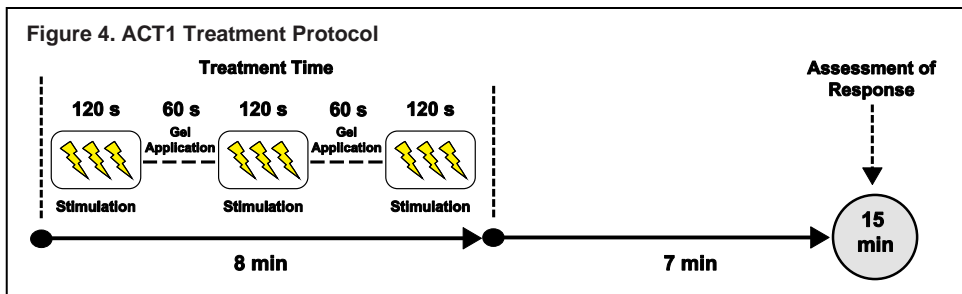 Figure 4. ACT1 Treatment Protocol
Treatment Time
Assessment of
Response
120 s 60 s 120 s 60 s 120 s
Gel
Application
Gel
Application
Stimulation Stimulation Stimulation
15
min
8 min 7 min